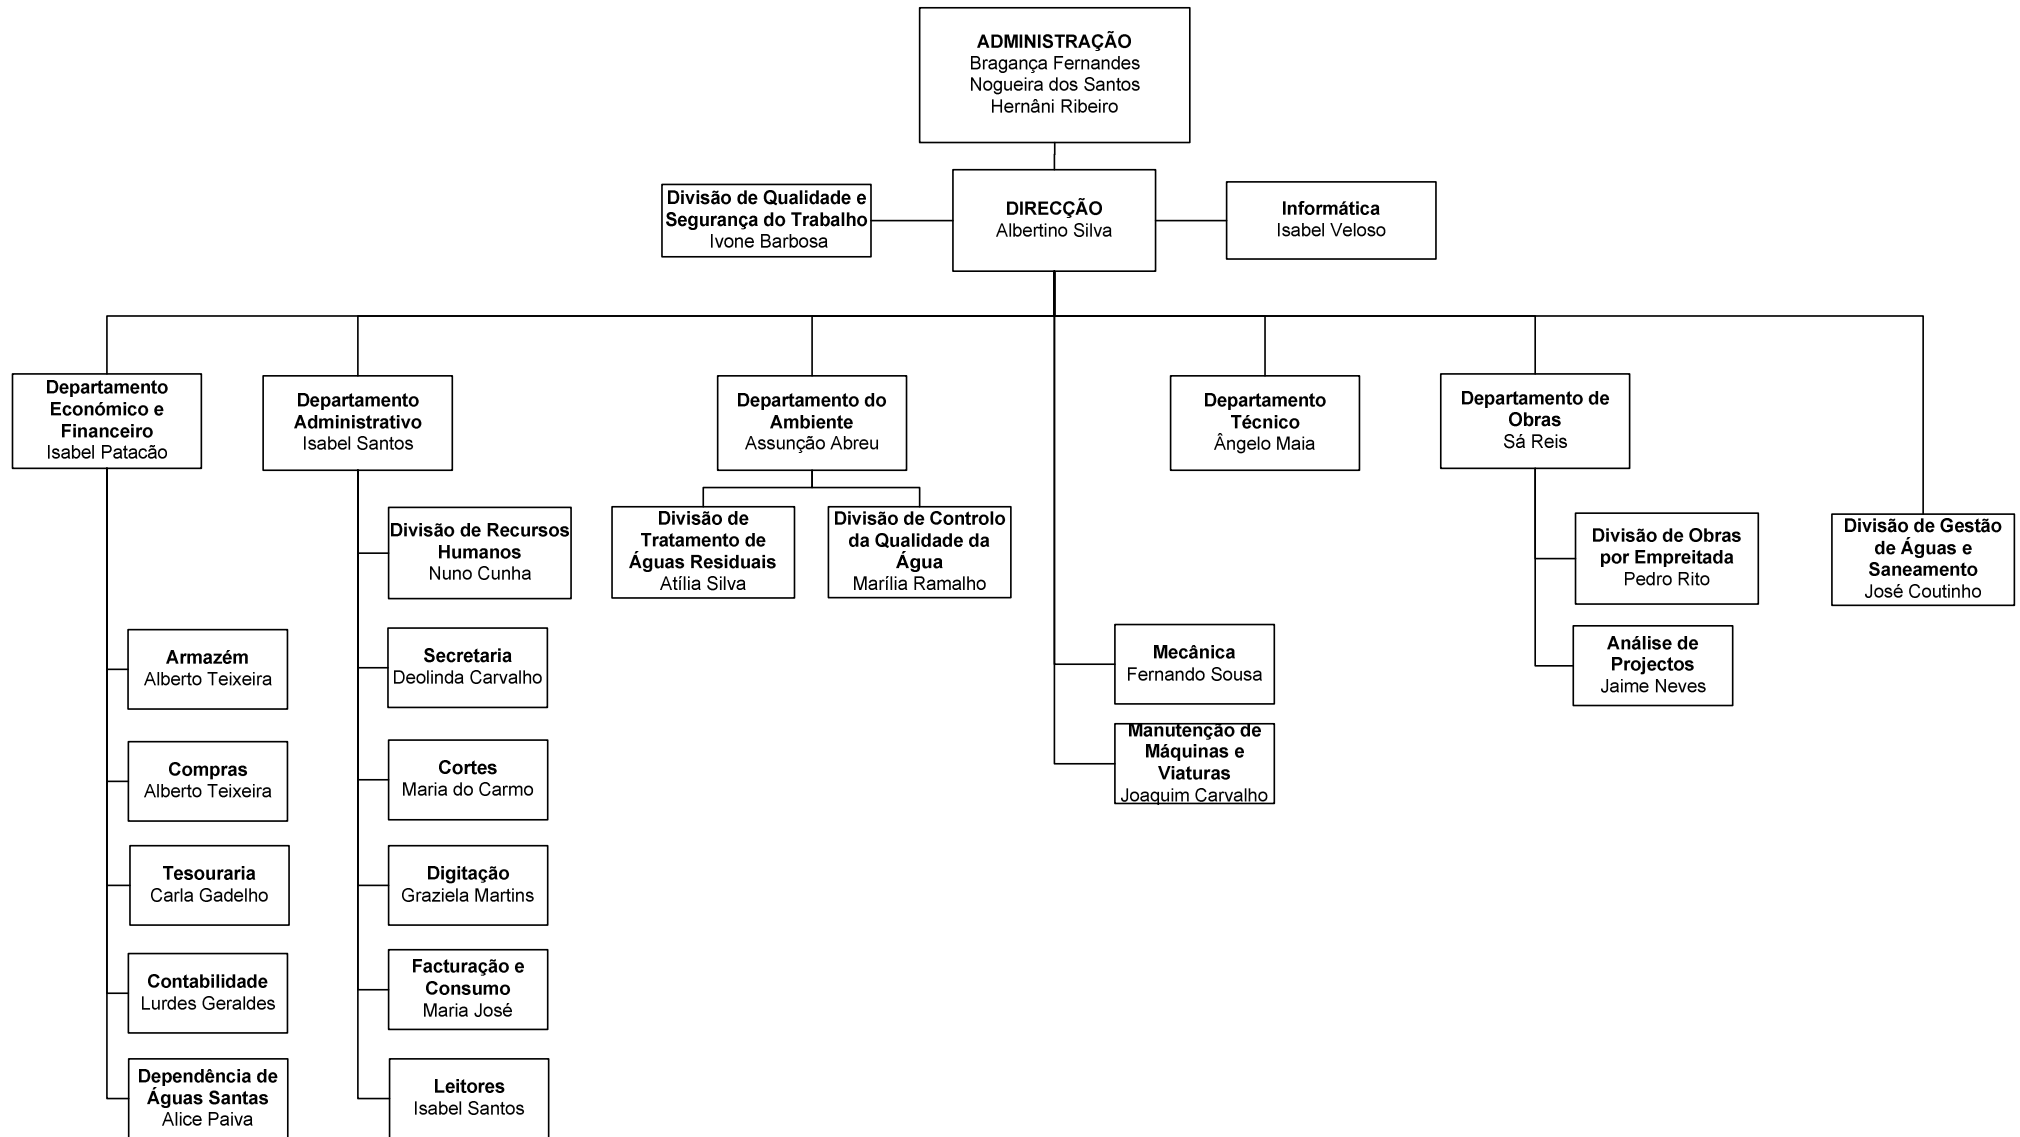 ADMINISTRAÇÃO
Bragança Fernandes
Nogueira dos Santos
Hernâni Ribeiro
Divisão de Qualidade e
Segurança do Trabalho
Ivone Barbosa
DIRECÇÃO
Albertino Silva
Informática
Isabel Veloso
Departamento
Económico e
Financeiro
Isabel Patacão
Departamento
Administrativo
Isabel Santos
Departamento do
Ambiente
Assunção Abreu
Departamento
Técnico
Ângelo Maia
Departamento de
Obras
Sá Reis
Divisão de Recursos
Humanos
Nuno Cunha
Divisão de
Tratamento de
Águas Residuais
Atília Silva
Divisão de Controlo
da Qualidade da
Água
Marília Ramalho
Divisão de Obras
por Empreitada
Pedro Rito
Divisão de Gestão
de Águas e
Saneamento
José Coutinho
Armazém
Alberto Teixeira
Secretaria
Deolinda Carvalho
Mecânica
Fernando Sousa
Análise de
Projectos
Jaime Neves
Compras
Alberto Teixeira
Cortes
Maria do Carmo
Manutenção de
Máquinas e
Viaturas
Joaquim Carvalho
Tesouraria
Carla Gadelho
Digitação
Graziela Martins
Contabilidade
Lurdes Geraldes
Facturação e
Consumo
Maria José
Dependência de
Águas Santas
Alice Paiva
Leitores
Isabel Santos